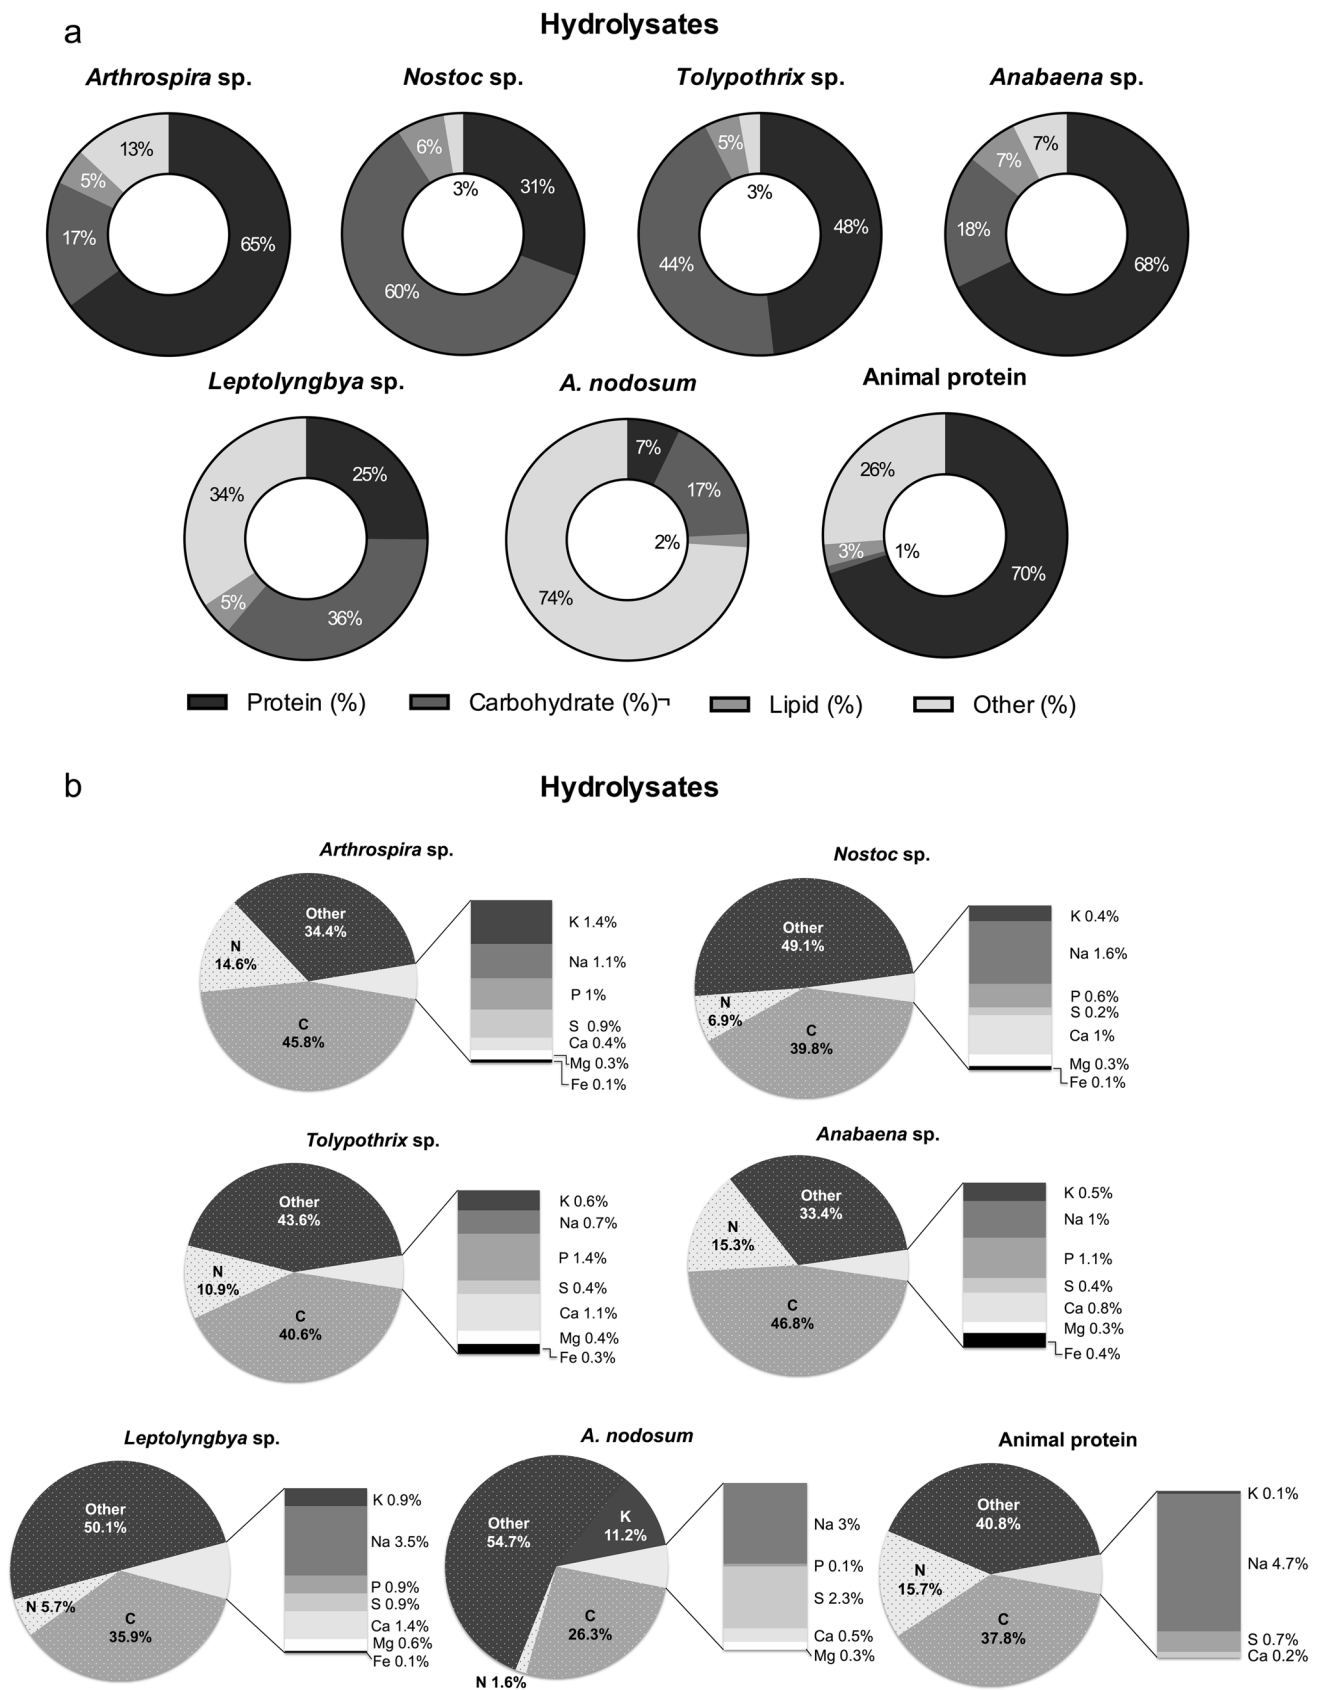 a
Hydrolysates
Arthrospira sp.
Nostoc sp.
Tolypothrix sp.
Anabaena sp.
13%
5%
17%
65%
6%
3%
31%
60%
5%
3%
48%
44%
7%
7%
18%
68%
Leptolyngbya sp.
A. nodosum
Animal protein
25%
34%
5%
36%
7%
17%
2%
74%
26%
3%
1%
70%
Protein (%)
Carbohydrate (%)¬
Lipid (%)
Other (%)
b
Hydrolysates
Arthrospira sp.
Other
34.4%
N
14.6%
C
45.8%
K 1.4%
Na 1.1%
P 1%
S 0.9%
Ca 0.4%
Mg 0.3%
Fe 0.1%
Nostoc sp.
Other
49.1%
N
6.9%
C
39.8%
K 0.4%
Na 1.6%
P 0.6%
S 0.2%
Ca 1%
Mg 0.3%
Fe 0.1%
Tolypothrix sp.
Other
43.6%
N
10.9%
C
40.6%
K 0.6%
Na 0.7%
P 1.4%
S 0.4%
Ca 1.1%
Mg 0.4%
Fe 0.3%
Anabaena sp.
Other
33.4%
N
15.3%
C
46.8%
K 0.5%
Na 1%
P 1.1%
S 0.4%
Ca 0.8%
Mg 0.3%
Fe 0.4%
Leptolyngbya sp.
Other
50.1%
N 5.7%
C
35.9%
K 0.9%
Na 3.5%
P 0.9%
S 0.9%
Ca 1.4%
Mg 0.6%
Fe 0.1%
A. nodosum
Other
54.7%
K
11.2%
C
26.3%
N 1.6%
Na 3%
P 0.1%
S 2.3%
Ca 0.5%
Mg 0.3%
Animal protein
Other
40.8%
N
15.7%
C
37.8%
K 0.1%
Na 4.7%
S 0.7%
Ca 0.2%